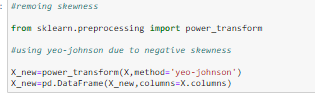 #remoing skewness
from sklearn.preprocessing import power_transform
#using yeo-johnson due to negative skewness
X_new=power_transform(X,method='yeo-johnson')
X_new=pd.DataFrame(X_new,columns=X.columns)